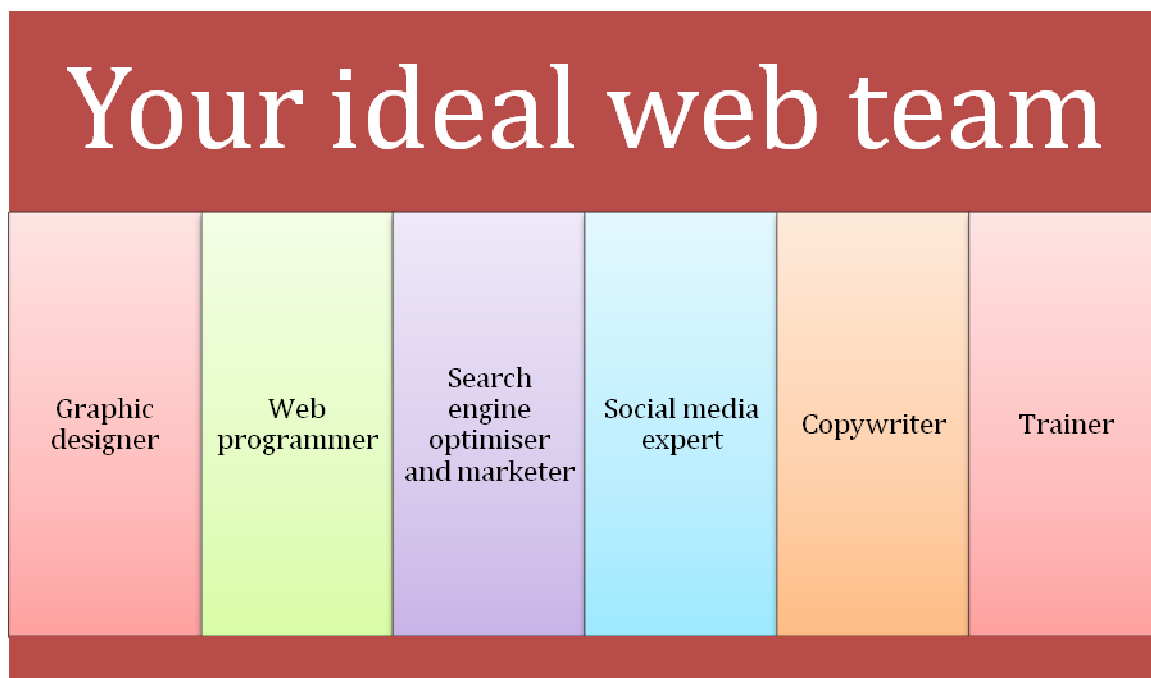 Your ideal web team
Graphic
designer
Web
programmer
Search
engine
optimiser
and marketer
Social media
expert
Copywriter
Trainer